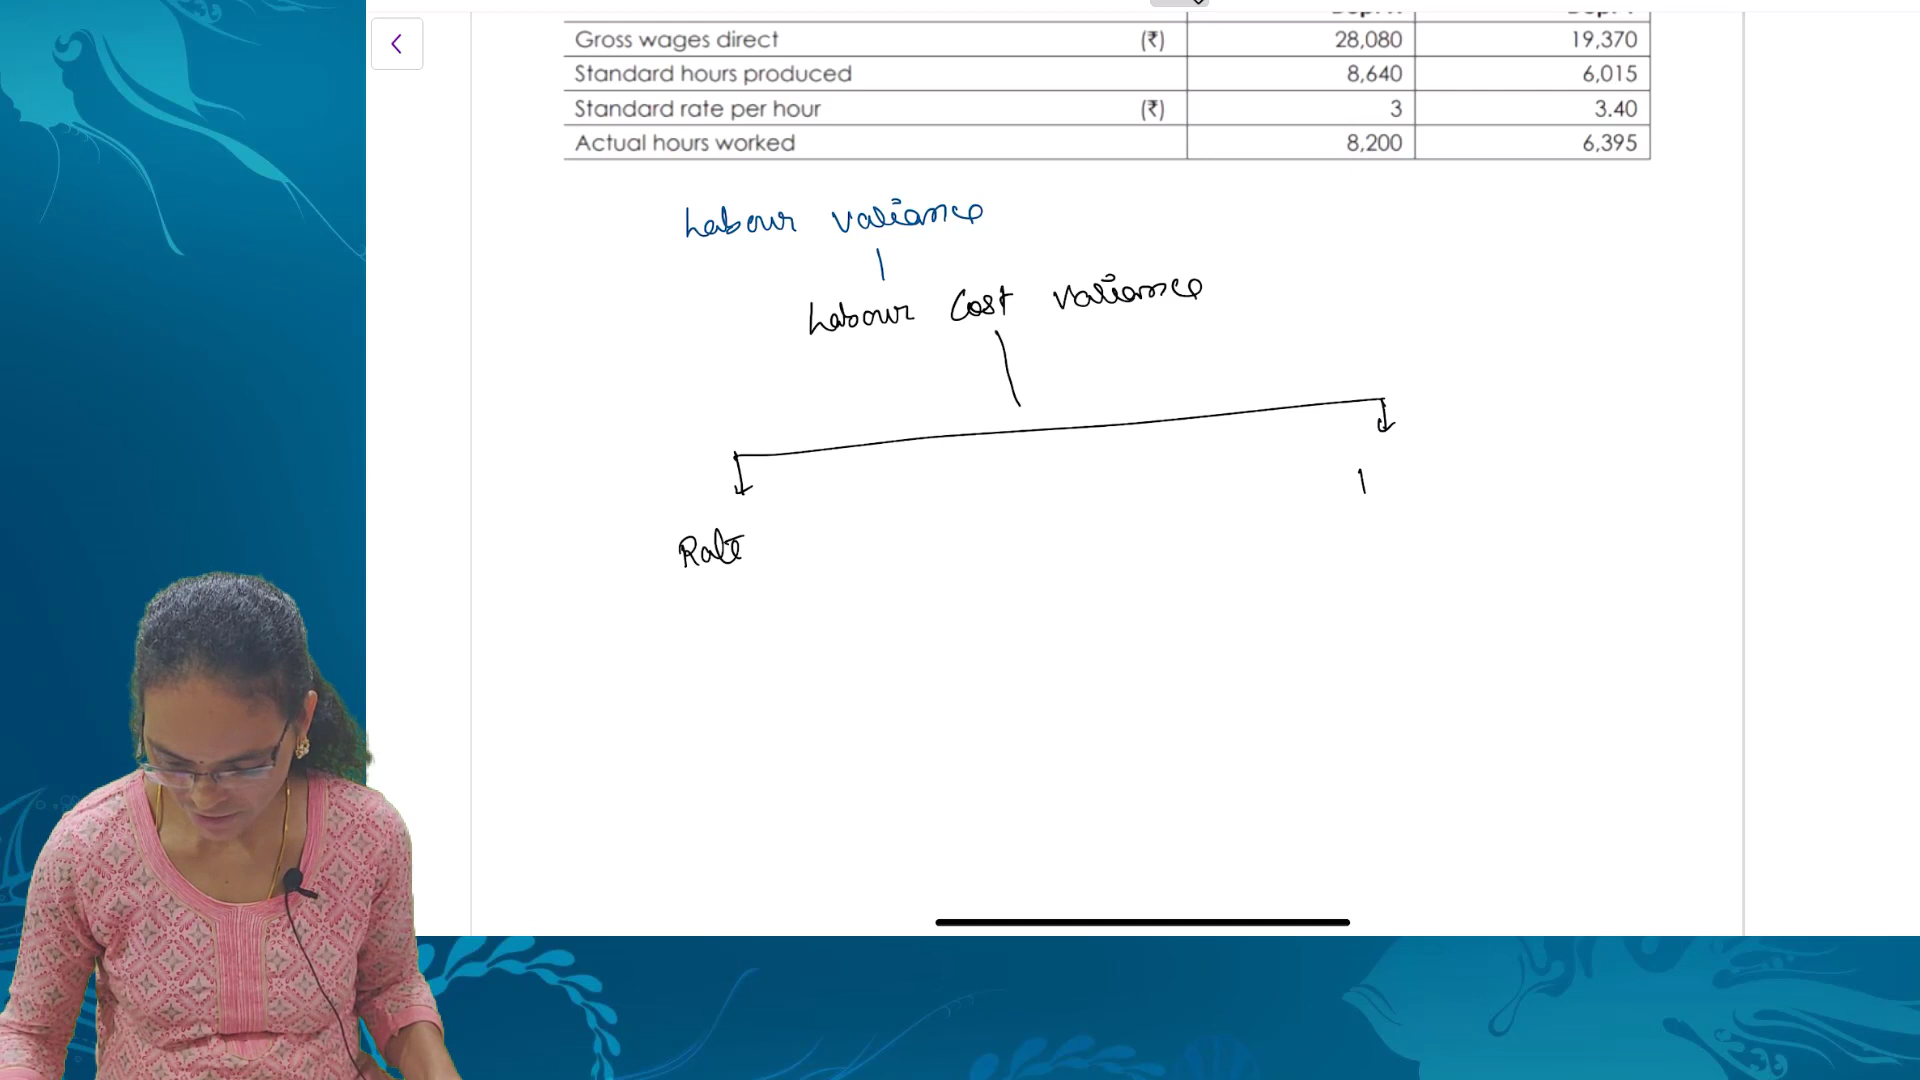 Gross wages direct (₹) 28,080 19,370
Standard hours produced 8,640 6,015
Standard rate per hour (₹) 3 3.40
Actual hours worked 8,200 6,395
Labour variance
Labour Cost variance
Rate